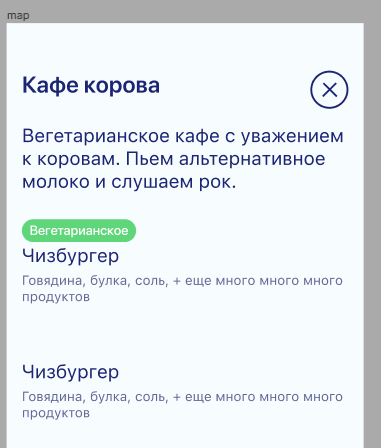 map
Кафе корова
Вегетарианское кафе с уважением
к коровам. Пьем альтернативное
молоко и слушаем рок.
Вегетарианское
Чизбургер
Говядина, булка, соль, + еще много много много
продуктов
Чизбургер
Говядина, булка, соль, + еще много много много
продуктов